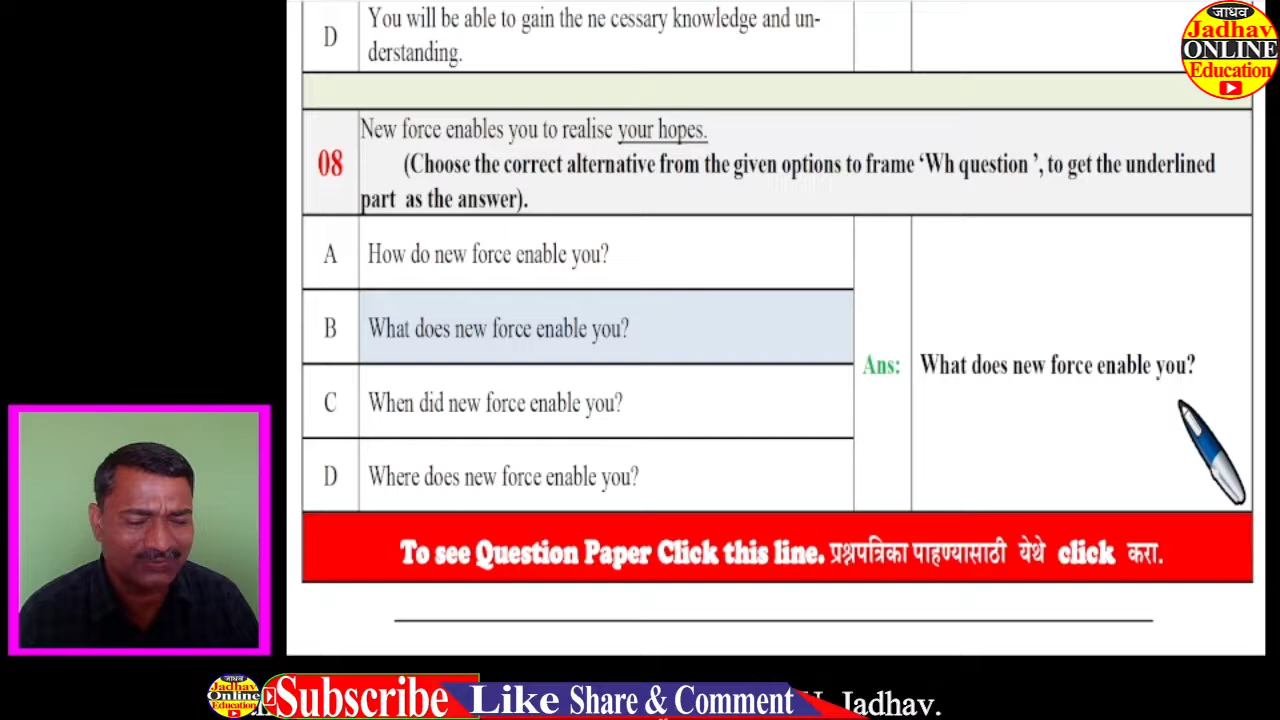 D
You will be able to gain the ne cessary knowledge and un-
derstanding.
जाधव
Jadhav
ONLINE
Education
08
New force enables you to realise your hopes.
(Choose the correct alternative from the given options to frame ‘Wh question ’, to get the underlined
part as the answer).
A How do new force enable you?
B What does new force enable you?
C When did new force enable you?
D Where does new force enable you?
Ans: What does new force enable you?
To see Question Paper Click this line. प्रश्नपत्रिका पाहण्यासाठी येथे click करा.
जाधव
Jadhav
Online
Education
Subscribe Like Share & Comment
Jadhav.